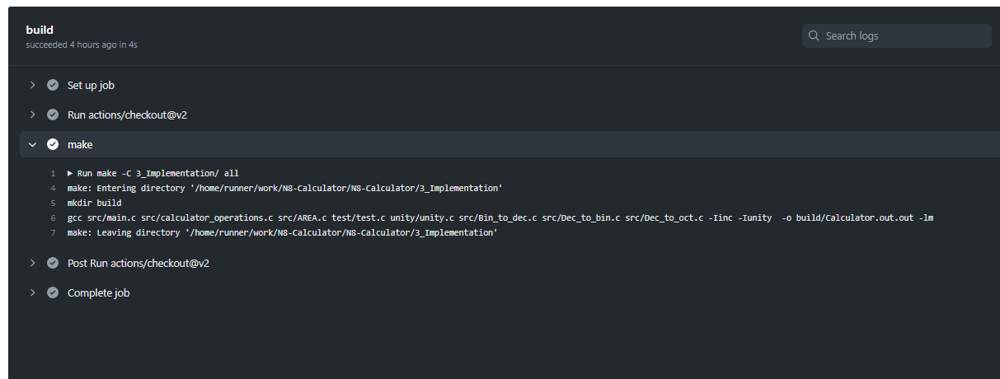 build
succeeded 4 hours ago in 4s
Search logs
Set up job
Run actions/checkout@v2
make
1 ▶ Run make -C 3_Implementation/ all
4 make: Entering directory '/home/runner/work/N8-Calculator/N8-Calculator/3_Implementation'
5 mkdir build
6 gcc src/main.c src/calculator_operations.c src/AREA.c test/test.c unity/unity.c src/Bin_to_dec.c src/Dec_to_bin.c src/Dec_to_oct.c -Iinc -Iunity  -o build/Calculator.out.out -lm
7 make: Leaving directory '/home/runner/work/N8-Calculator/N8-Calculator/3_Implementation'
Post Run actions/checkout@v2
Complete job